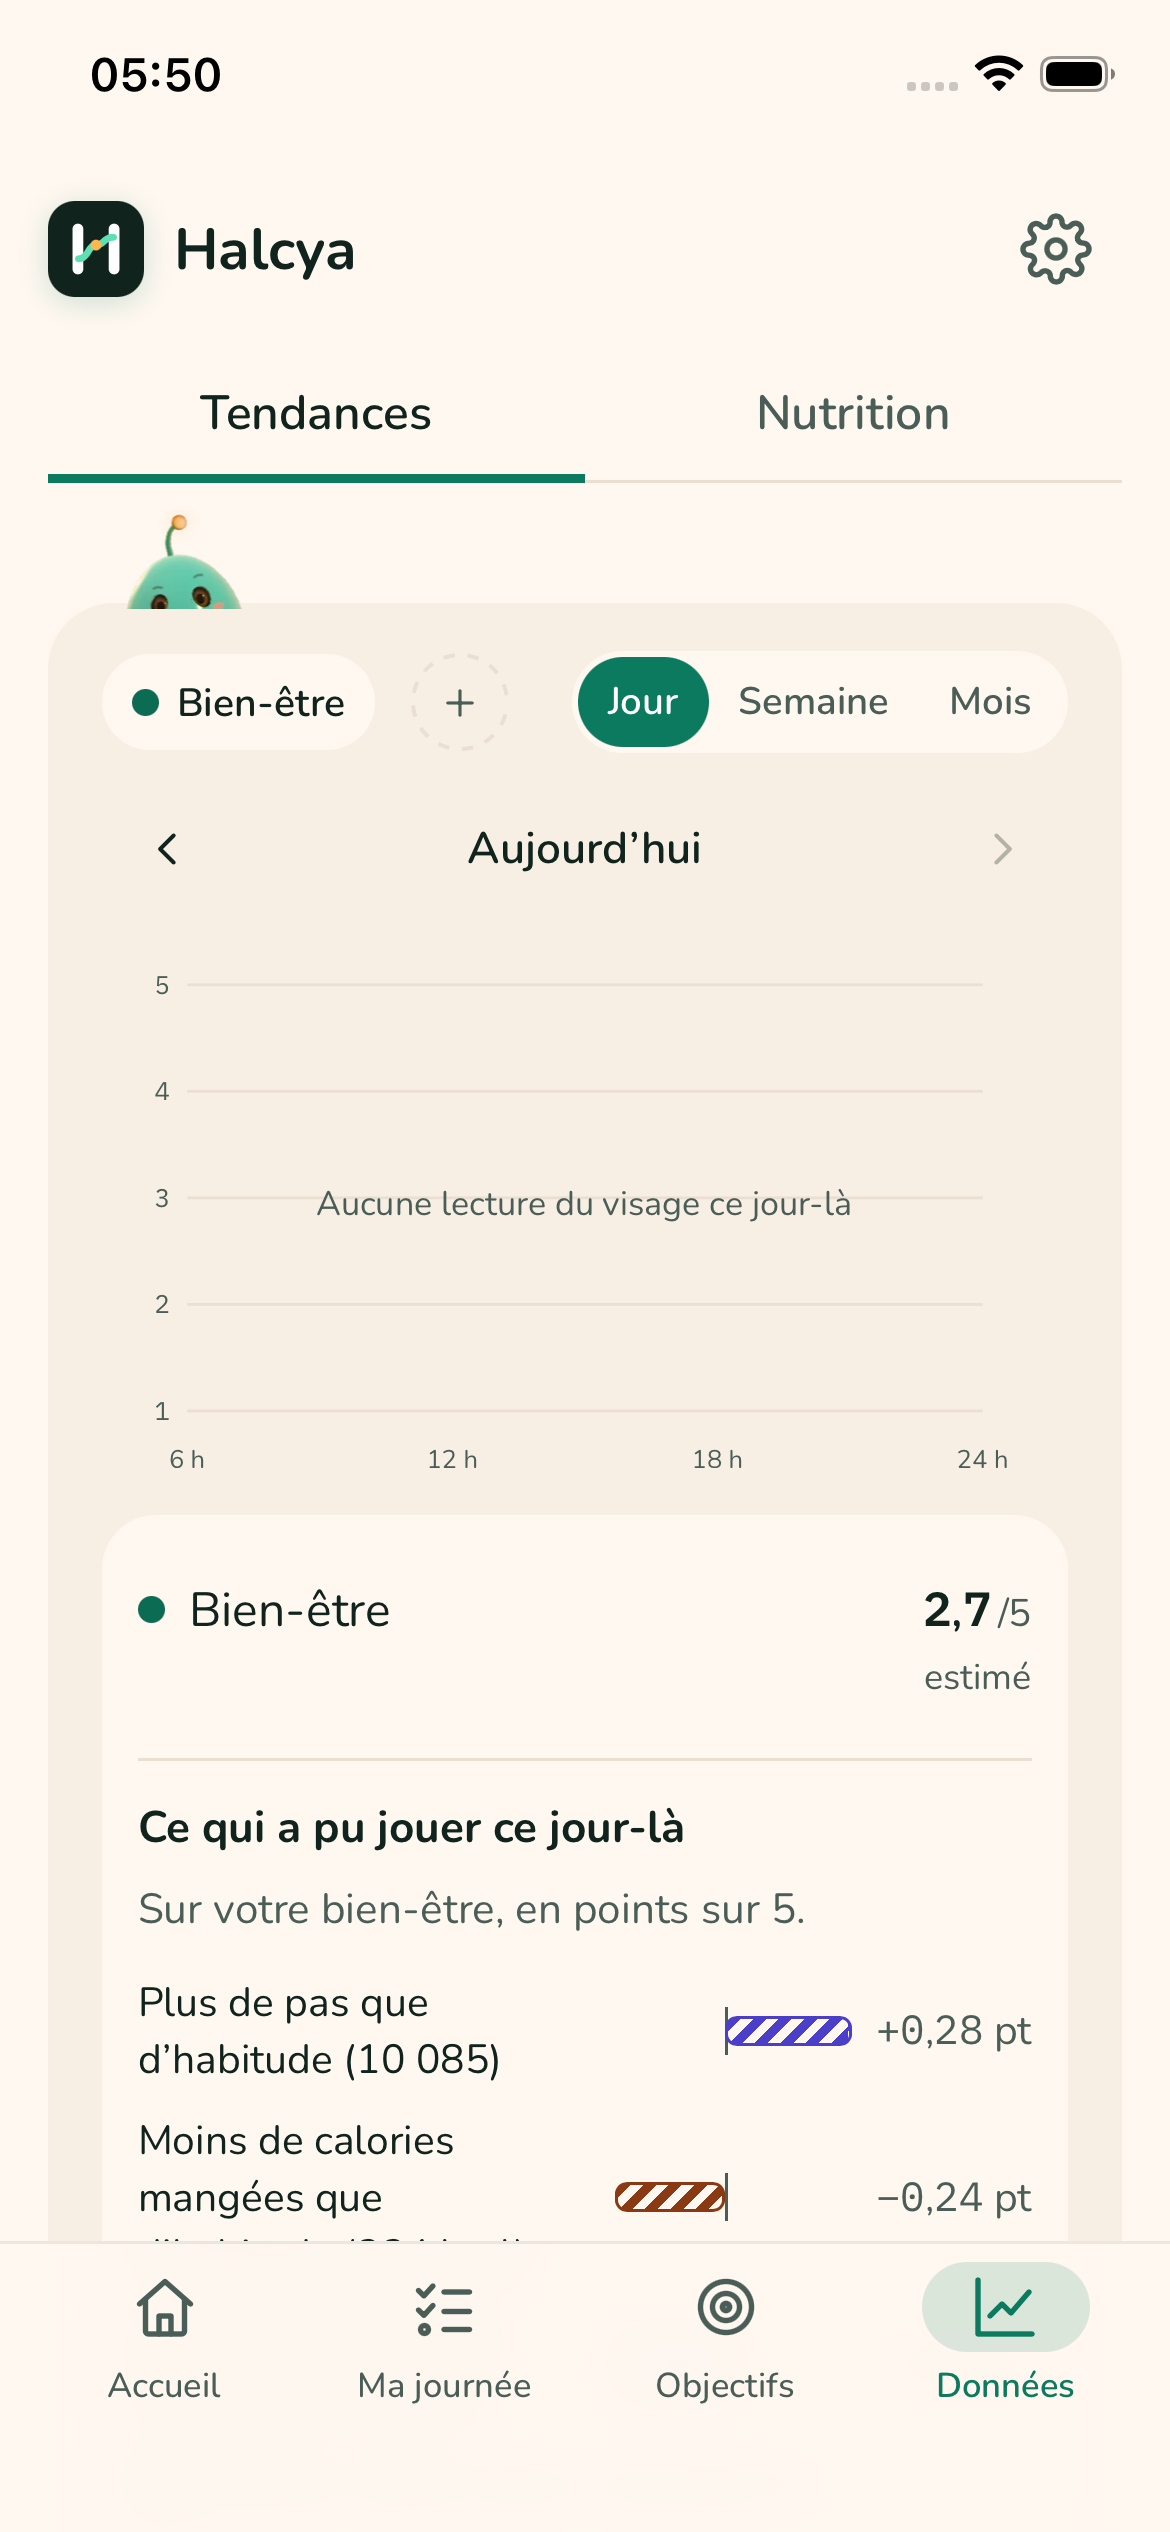 05:50
Halcya
Tendances
Nutrition
Bien-être
Jour
Semaine
Mois
Aujourd’hui
5
4
3
Aucune lecture du visage ce jour-là
2
1
6 h
12 h
18 h
24 h
Bien-être
2,7 /5
estimé
Ce qui a pu jouer ce jour-là
Sur votre bien-être, en points sur 5.
Plus de pas que
d’habitude (10 085)
+0,28 pt
Moins de calories
mangées que
−0,24 pt
Accueil
Ma journée
Objectifs
Données